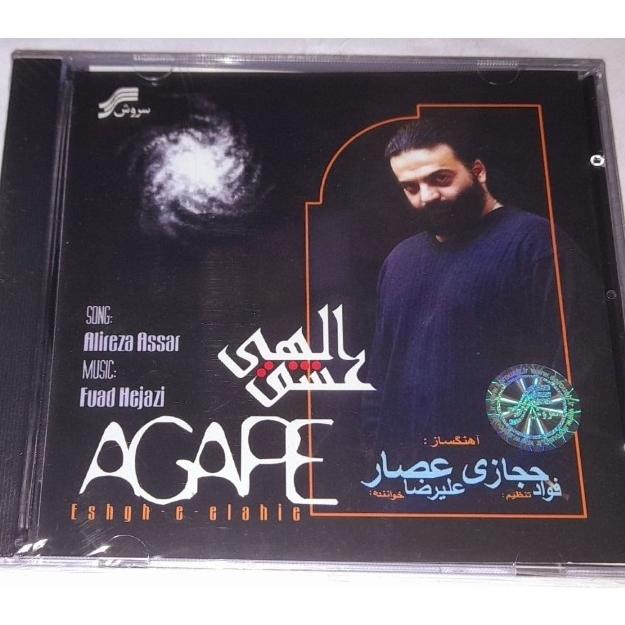 سروش
SONG:
Alireza Assar
MUSIC:
Fuad Hejazi
عشق الهی
AGAPE
Eshgh-e-elahie
آهنگساز:
فواد حجازی علیرضا عصار
تنظیم: خواننده: